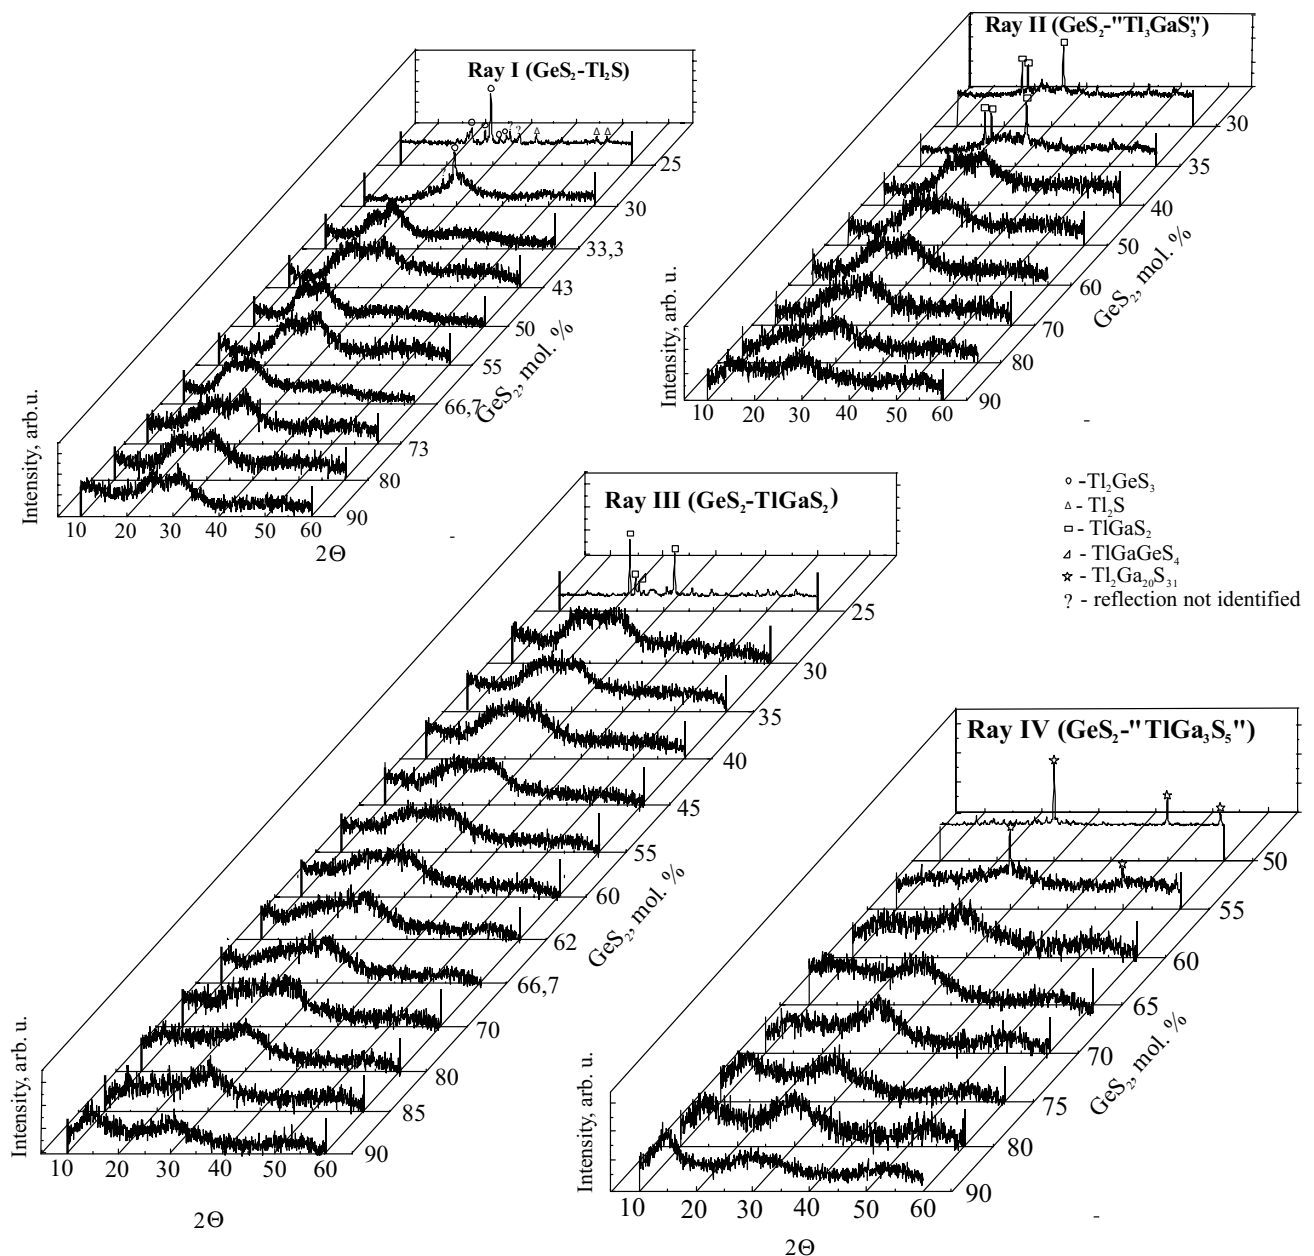 Ray I (GeS₂-Tl₂S)
?
?
25
30
33,3
43
50
55
66,7
73
80
90
GeS₂, mol. %
Intensity, arb.u.
10 20 30 40 50 60
2Θ
-
Ray II (GeS₂-"Tl₃GaS₃")
30
35
40
50
60
70
80
90
GeS₂, mol. %
Intensity, arb. u.
10 20 30 40 50 60
-
○ -Tl₂GeS₃
△ - Tl₂S
□ - TlGaS₂
⊿ - TlGaGeS₄
☆ - Tl₂Ga₂₀S₃₁
? - reflection not identified
Ray III (GeS₂-TlGaS₂)
25
30
35
40
45
55
60
62
66,7
70
80
85
90
GeS₂, mol. %
Intensity, arb. u.
10 20 30 40 50 60
2Θ
Ray IV (GeS₂-"TlGa₃S₅")
50
55
60
65
70
75
80
90
GeS₂, mol. %
Intensity, arb. u.
10 20 30 40 50 60
2Θ
-